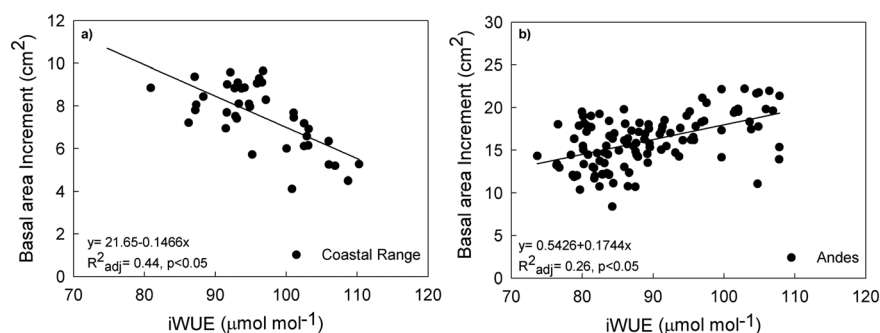 a)
Basal area Increment (cm²)
12
10
8
6
4
2
0
y= 21.65-0.1466x
R²adj= 0.44, p<0.05
Coastal Range
70 80 90 100 110 120
iWUE (μmol mol⁻¹)
b)
Basal area Increment (cm²)
30
25
20
15
10
5
0
y= 0.5426+0.1744x
R²adj= 0.26, p<0.05
Andes
70 80 90 100 110 120
iWUE (μmol mol⁻¹)